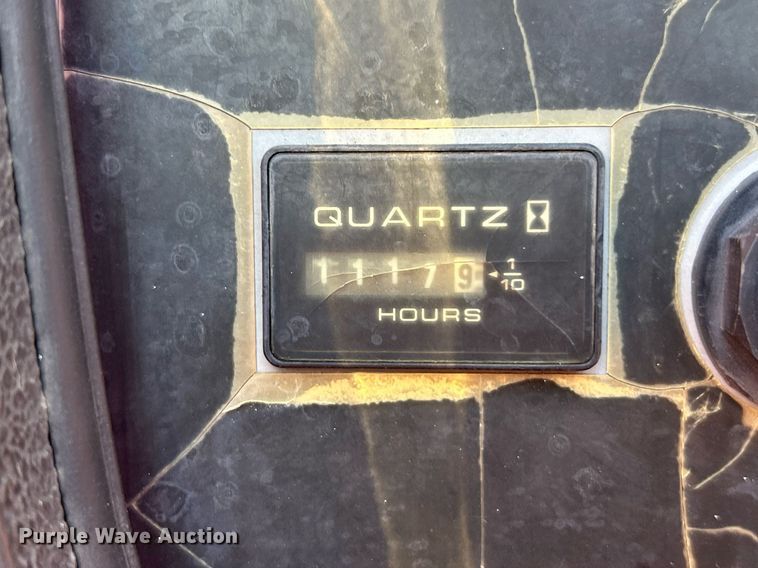 QUARTZ
11179 1/10
HOURS
Purple Wave Auction